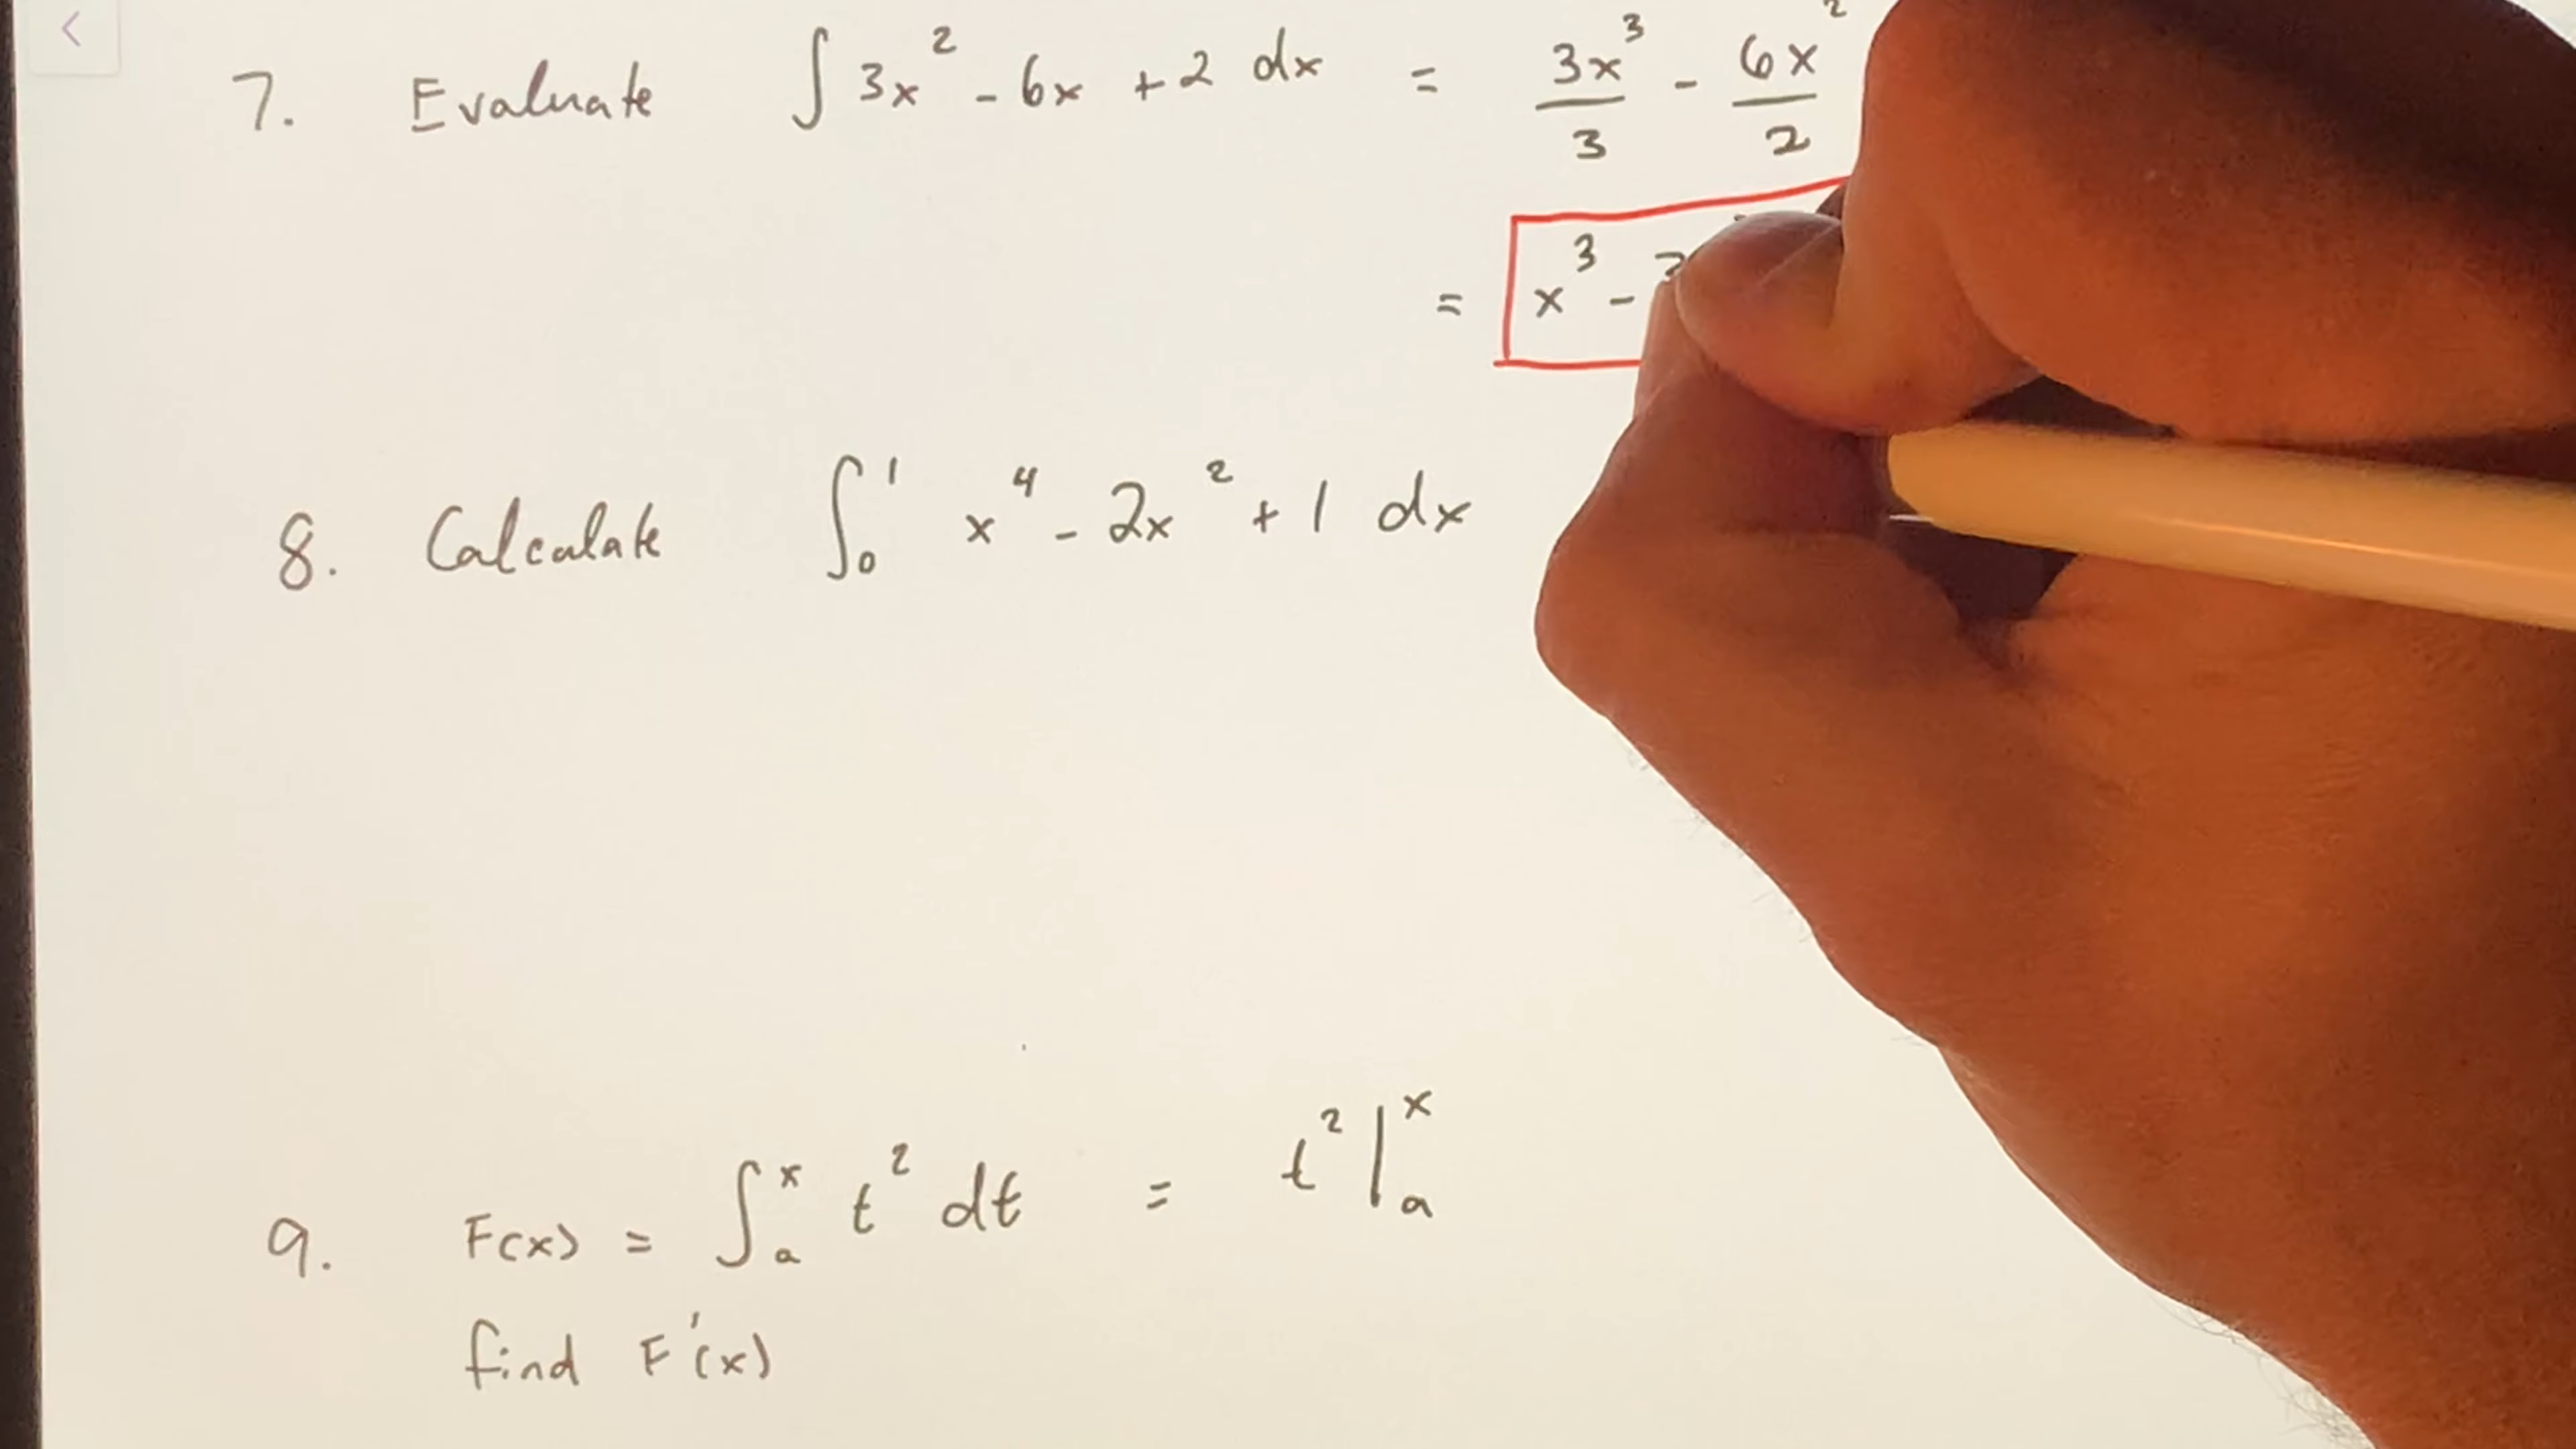 7. Evaluate ∫ 3x² - 6x + 2 dx = 3x³/3 - 6x²/2
= x³ -
8. Calculate ∫₀¹ x⁴ - 2x² + 1 dx
9. F(x) = ∫ₐˣ t² dt = t² |ₐˣ
find F'(x)